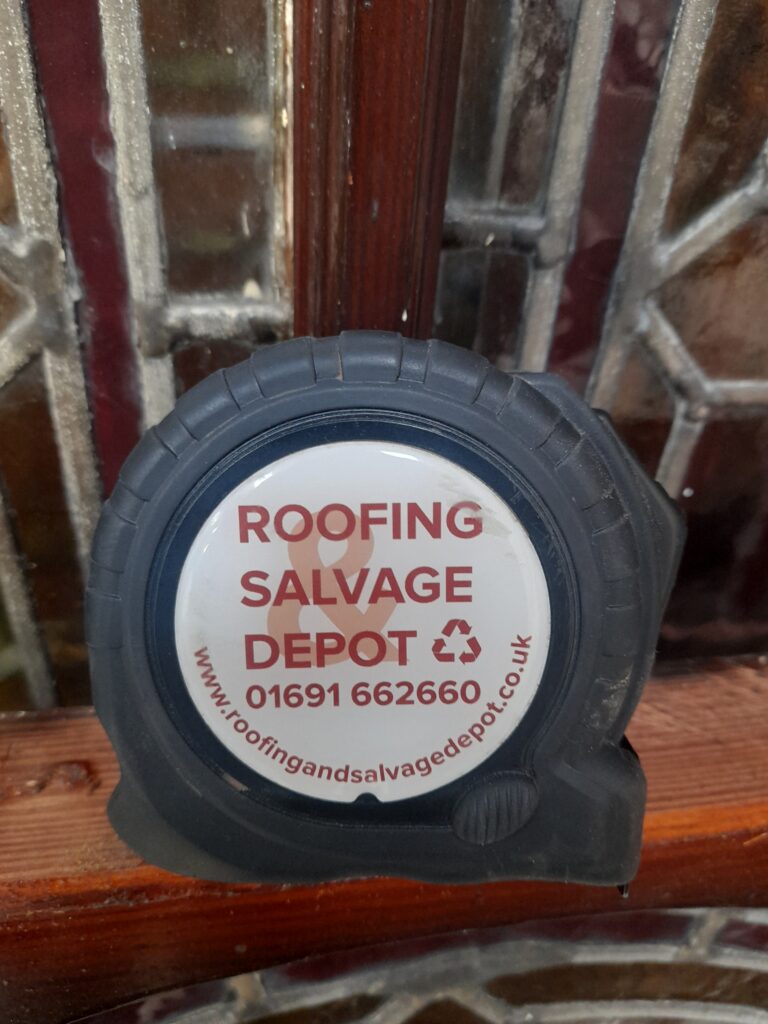 ROOFING
&
SALVAGE
DEPOT
01691 662660
www.roofingandsalvagedepot.co.uk